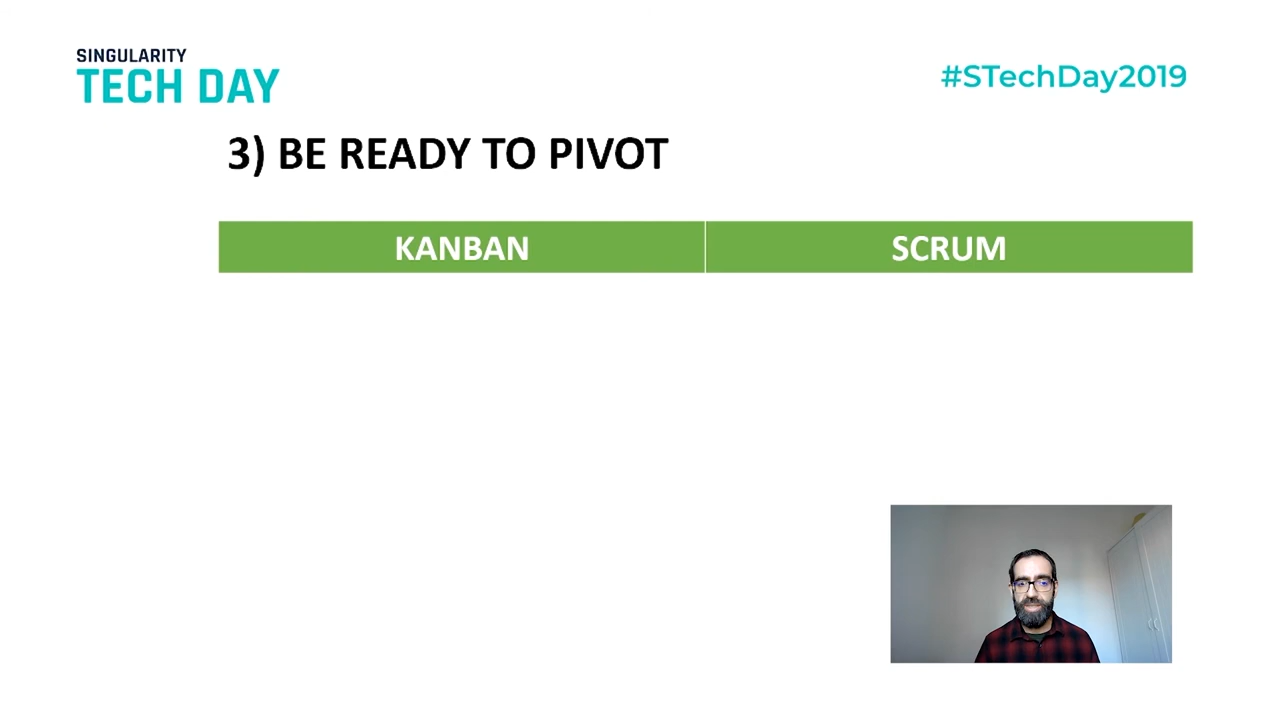 SINGULARITY
TECH DAY
#STechDay2019
3) BE READY TO PIVOT
KANBAN
SCRUM